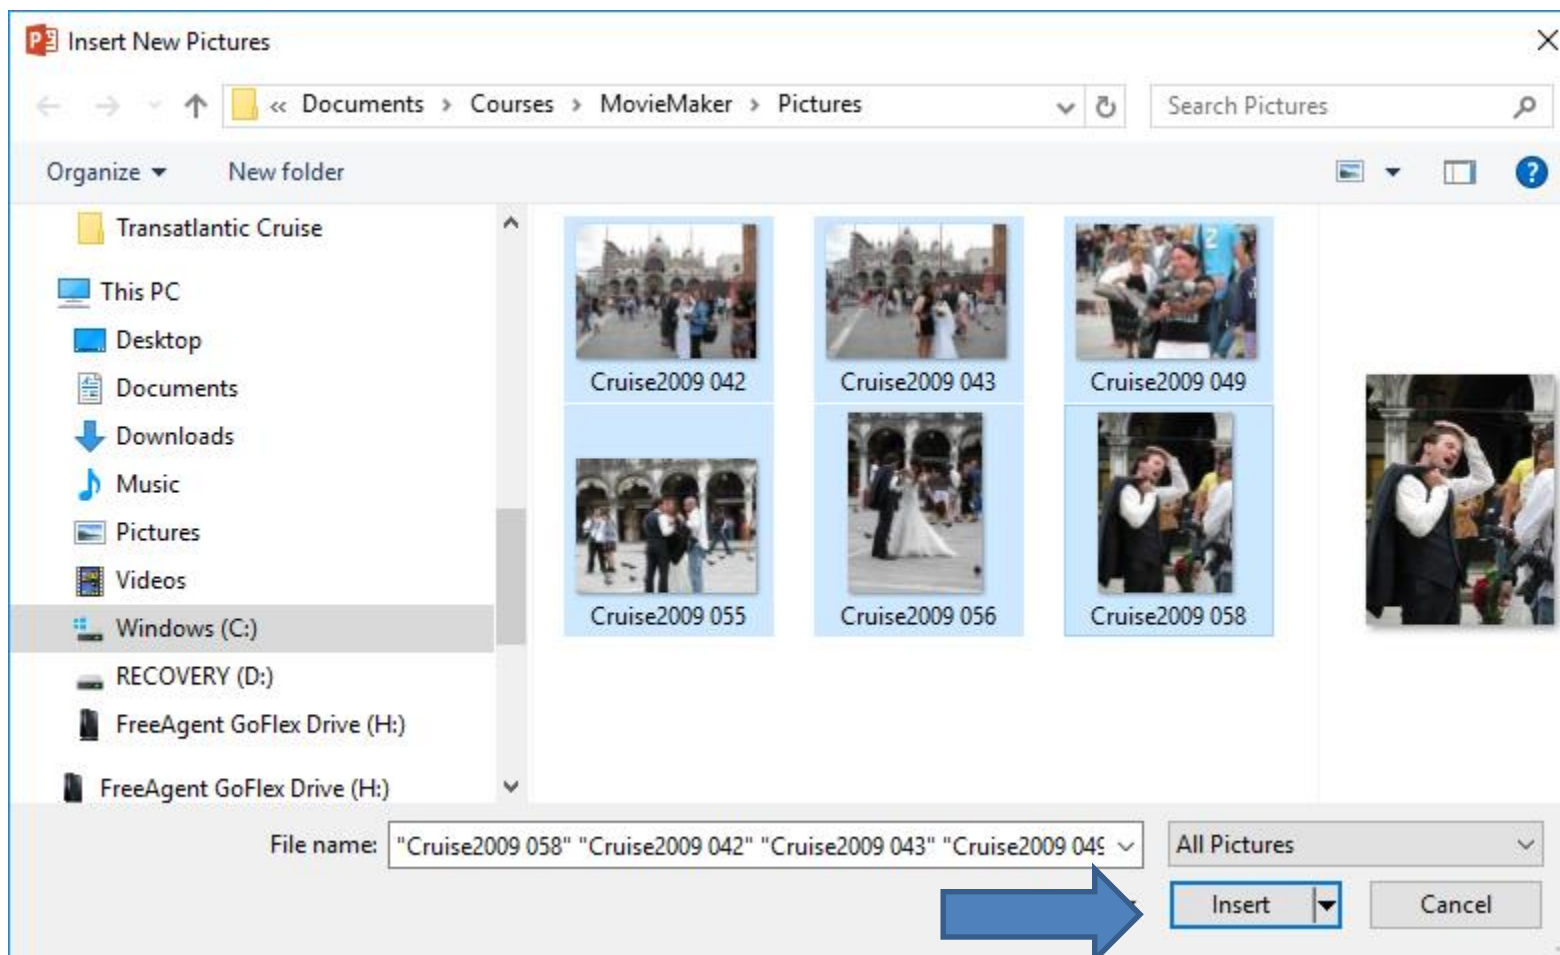 Insert New Pictures
« Documents > Courses > MovieMaker > Pictures
Search Pictures
Organize
New folder
Transatlantic Cruise
This PC
Desktop
Documents
Downloads
Music
Pictures
Videos
Windows (C:)
RECOVERY (D:)
FreeAgent GoFlex Drive (H:)
FreeAgent GoFlex Drive (H:)
Cruise2009 042
Cruise2009 043
Cruise2009 049
Cruise2009 055
Cruise2009 056
Cruise2009 058
File name: "Cruise2009 058" "Cruise2009 042" "Cruise2009 043" "Cruise2009 049
All Pictures
Insert
Cancel